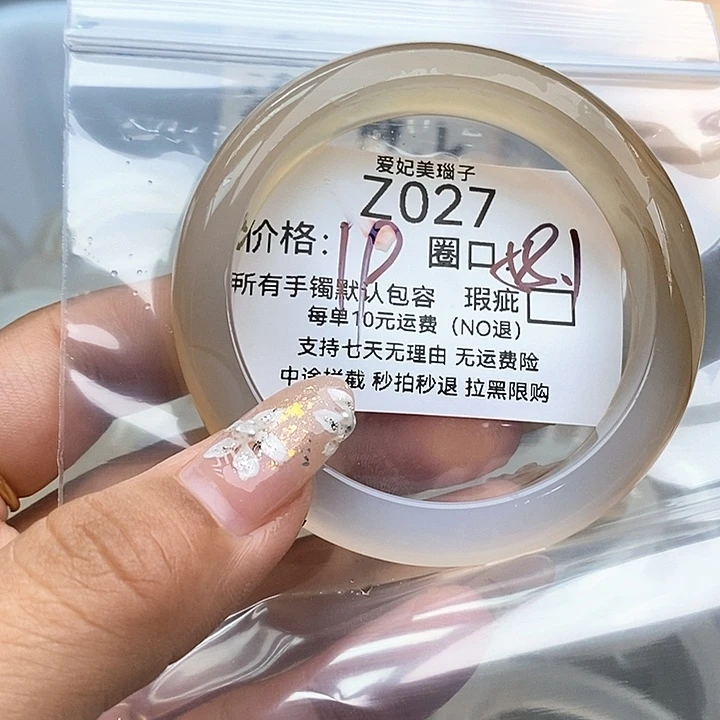 爱妃美瑙子
Z027
价格: 圈口
所有手镯默认包容 瑕疵
每单10元运费（NO退）
支持七天无理由 无运费险
中途拦截 秒拍秒退 拉黑限购